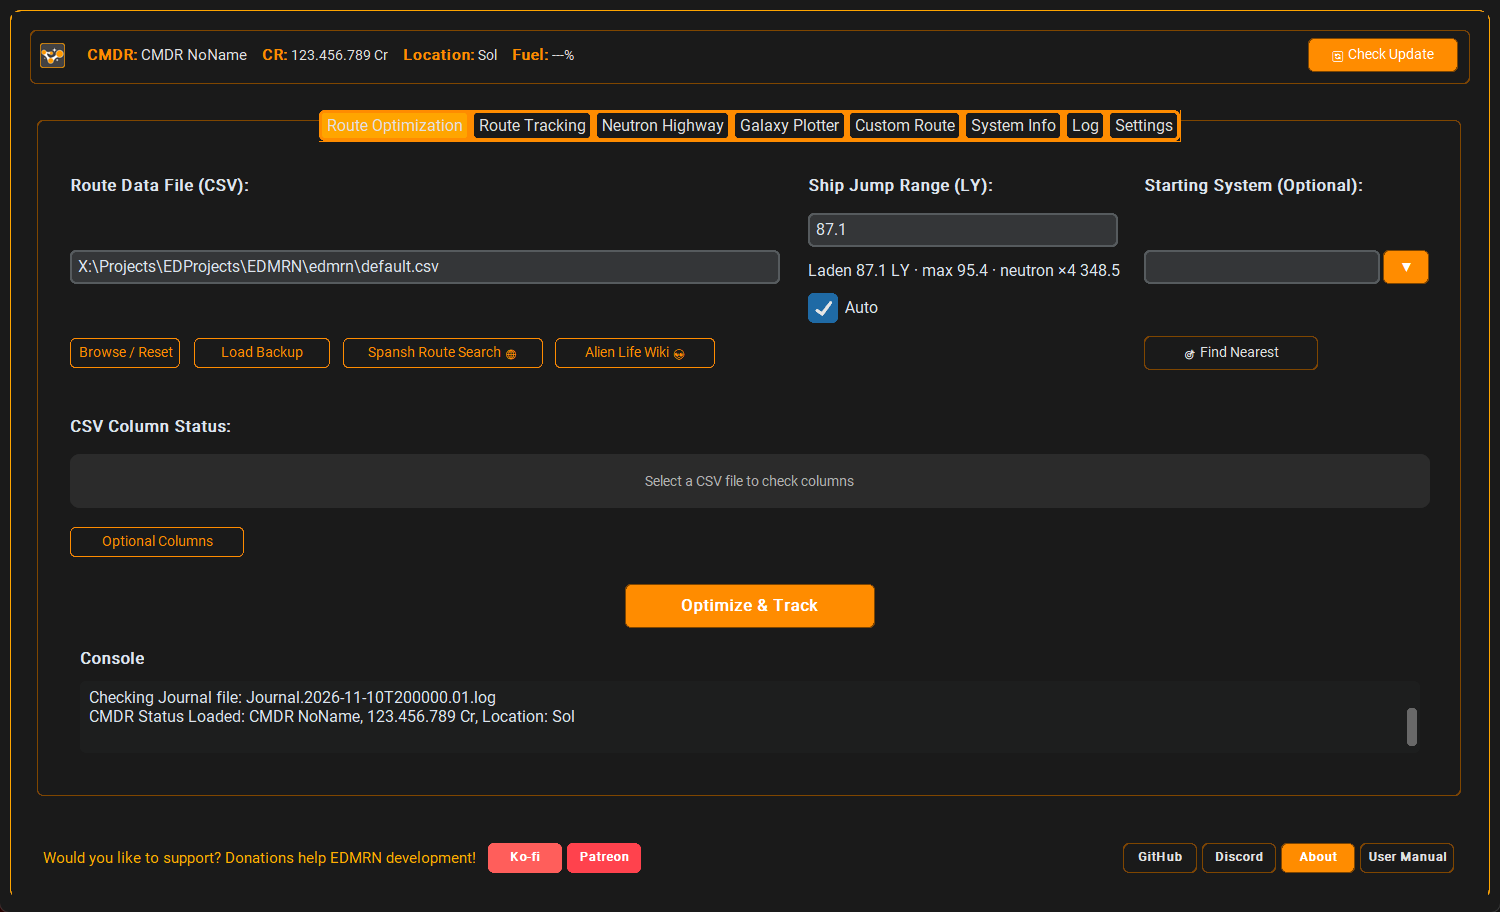 CMDR: CMDR NoName CR: 123.456.789 Cr Location: Sol Fuel: ---%
Check Update
Route Optimization Route Tracking Neutron Highway Galaxy Plotter Custom Route System Info Log Settings
Route Data File (CSV):
X:\Projects\EDProjects\EDMRN\edmrn\default.csv
Browse / Reset Load Backup Spansh Route Search Alien Life Wiki
Ship Jump Range (LY):
87.1
Laden 87.1 LY · max 95.4 · neutron ×4 348.5
Auto
Starting System (Optional):
▼
Find Nearest
CSV Column Status:
Select a CSV file to check columns
Optional Columns
Optimize & Track
Console
Checking Journal file: Journal.2026-11-10T200000.01.log
CMDR Status Loaded: CMDR NoName, 123.456.789 Cr, Location: Sol
Would you like to support? Donations help EDMRN development! Ko-fi Patreon
GitHub Discord About User Manual